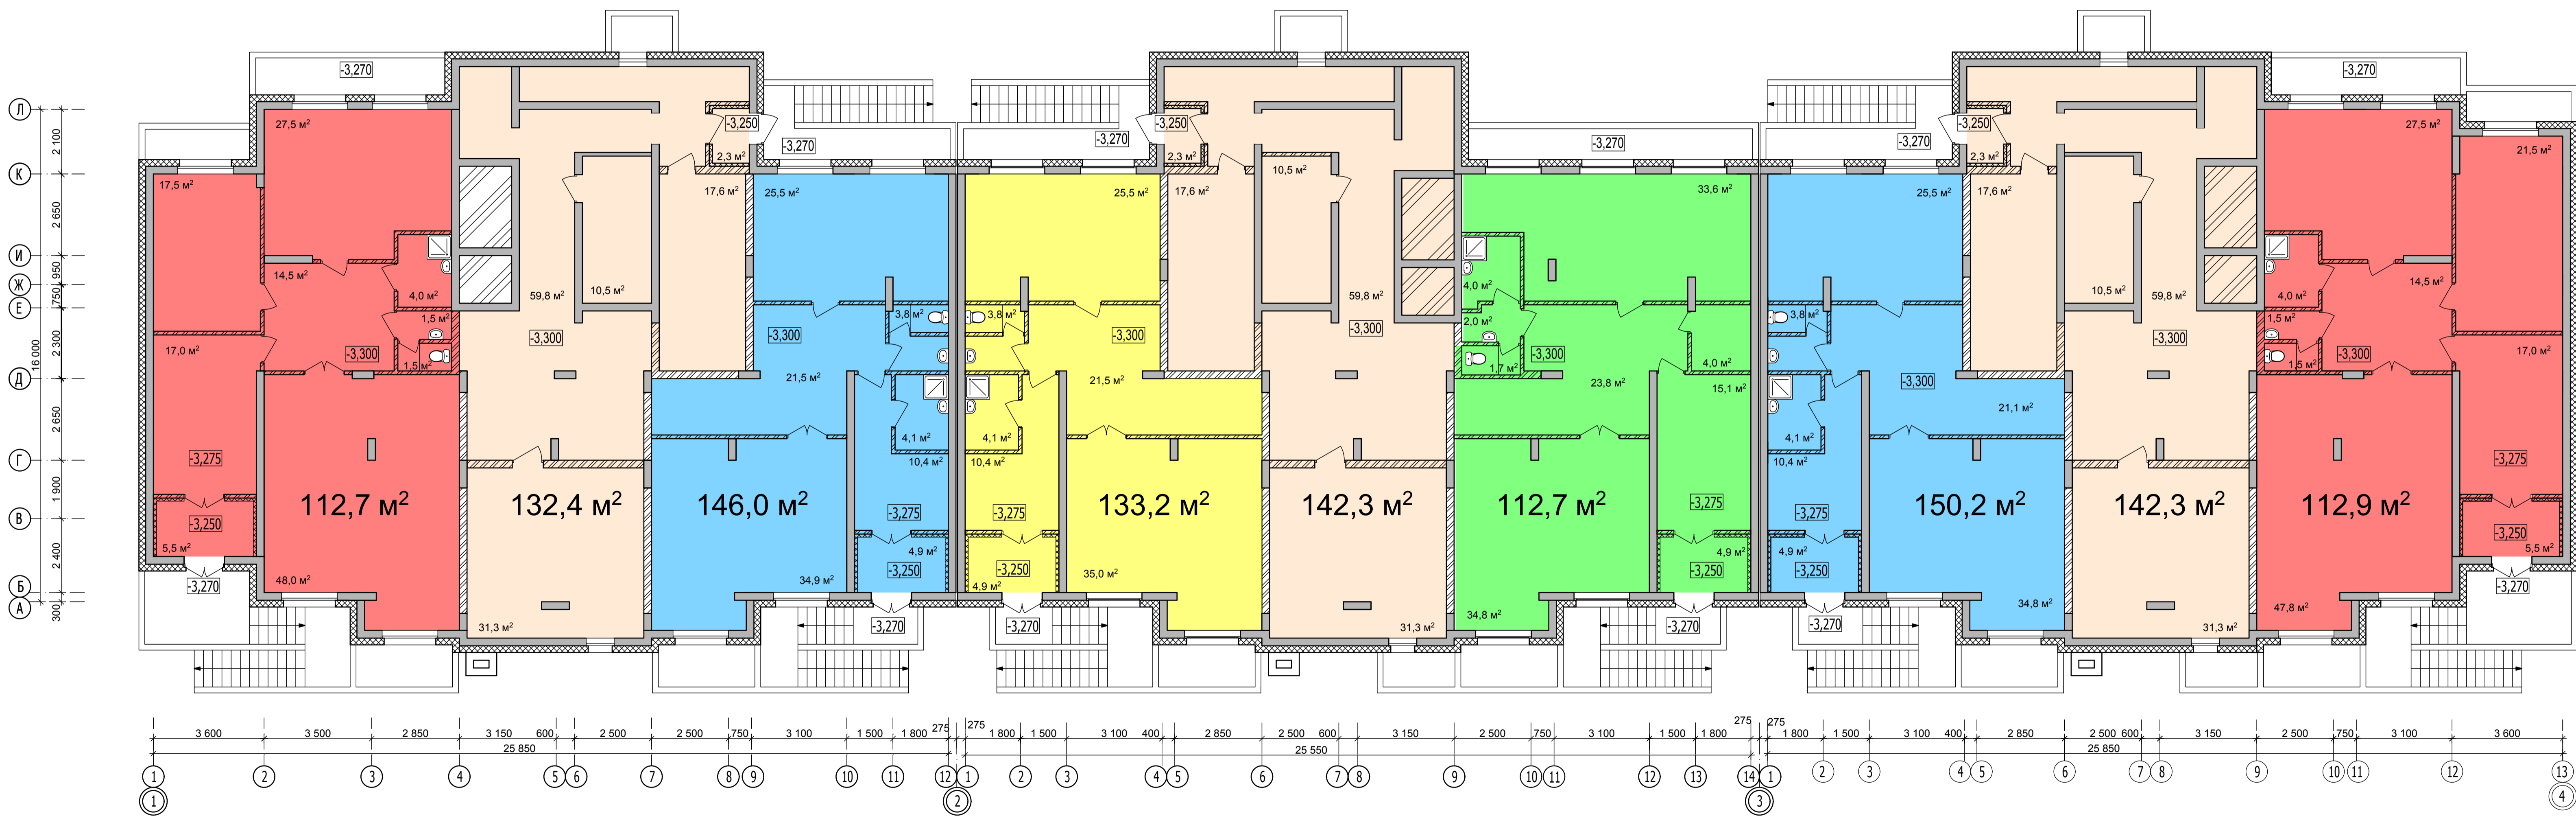 -3,270
-3,270
27,5 м²
-3,250
2,3 м²
-3,270
-3,270
-3,250
2,3 м²
-3,270
-3,270
-3,250
2,3 м²
27,5 м²
21,5 м²
17,5 м²
17,6 м²
25,5 м²
25,5 м²
17,6 м²
10,5 м²
33,6 м²
25,5 м²
17,6 м²
14,5 м²
4,0 м²
10,5 м²
59,8 м²
59,8 м²
4,0 м²
10,5 м²
59,8 м²
4,0 м²
14,5 м²
1,5 м²
3,8 м²
3,8 м²
2,0 м²
3,8 м²
1,5 м²
-3,300
-3,300
-3,300
-3,300
-3,300
17,0 м²
-3,300
1,5 м²
-3,300
1,7 м²
4,0 м²
-3,300
1,5 м²
-3,300
17,0 м²
21,5 м²
21,5 м²
23,8 м²
15,1 м²
21,1 м²
4,1 м²
4,1 м²
4,1 м²
-3,275
10,4 м²
10,4 м²
10,4 м²
-3,275
112,7 м²
132,4 м²
146,0 м²
133,2 м²
142,3 м²
112,7 м²
150,2 м²
142,3 м²
112,9 м²
-3,275
-3,275
-3,275
-3,275
-3,250
-3,250
5,5 м²
4,9 м²
4,9 м²
4,9 м²
5,5 м²
-3,250
-3,250
-3,250
-3,250
48,0 м²
34,9 м²
4,9 м²
35,0 м²
34,8 м²
34,8 м²
47,8 м²
-3,270
-3,270
31,3 м²
-3,270
-3,270
31,3 м²
-3,270
-3,270
31,3 м²
Л
К
И
Ж
Е
Д
Г
В
Б
А
2 100
2 650
950
750
2 300
2 650
1 900
2 400
300
16 000
3 600 3 500 2 850 3 150 600 2 500 2 500 750 3 100 1 500 1 800 275
275 1 800 1 500 3 100 400 2 850 2 500 600 3 150 2 500 750 3 100 1 500 1 800 275
275 1 800 1 500 3 100 400 2 850 2 500 600 3 150 2 500 750 3 100 3 600
25 850 25 550 25 850
1 2 3 4 5 6 7 8 9 10 11 12
1 2 3 4 5 6 7 8 9 10 11 12 13 14
1 2 3 4 5 6 7 8 9 10 11 12 13
1 2 3 4